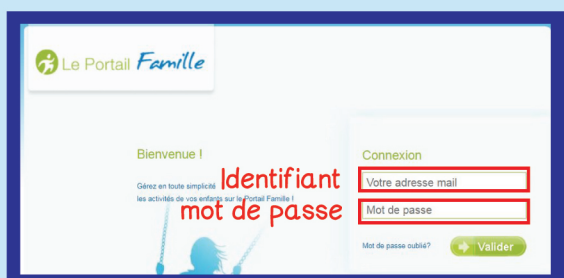 Le Portail Famille
Bienvenue !
Gérez en toute simplicité
les activités de vos enfants sur le Portail Famille !
Identifiant
mot de passe
Connexion
Votre adresse mail
Mot de passe
Mot de passe oublié?
Valider